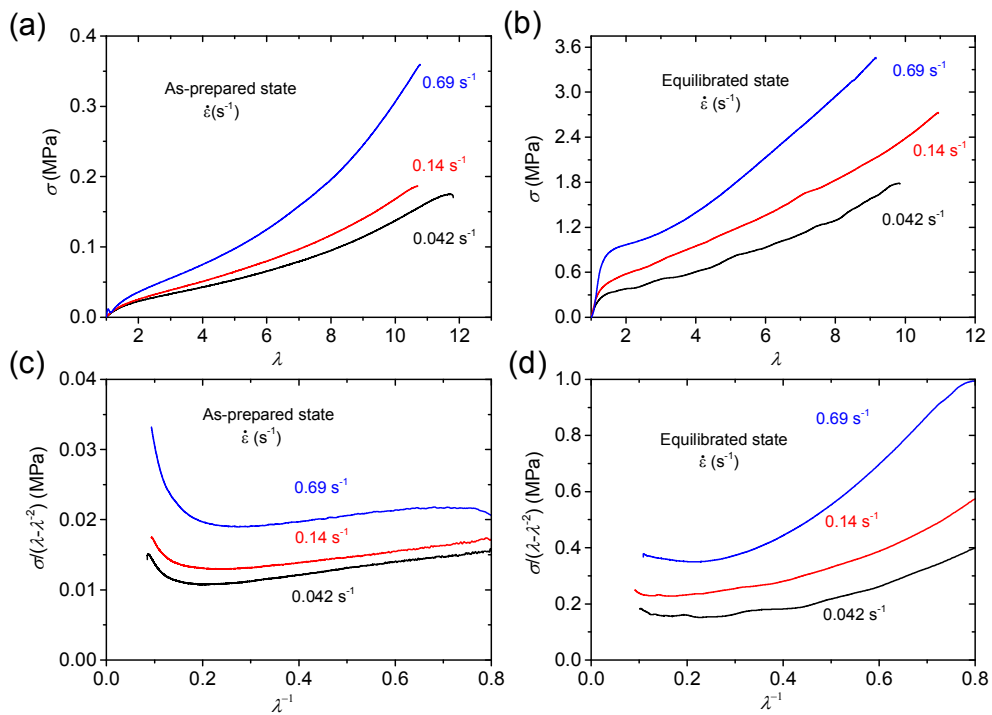 (a)
0.4
0.3
0.2
0.1
0.0
σ (MPa)
As-prepared state
ε̇(s⁻¹)
0.69 s⁻¹
0.14 s⁻¹
0.042 s⁻¹
2 4 6 8 10 12
λ
(b)
3.6
3.0
2.4
1.8
1.2
0.6
0.0
σ (MPa)
Equilibrated state
ε̇(s⁻¹)
0.69 s⁻¹
0.14 s⁻¹
0.042 s⁻¹
2 4 6 8 10 12
λ
(c)
0.04
0.03
0.02
0.01
0.00
σ/(λ-λ⁻²) (MPa)
As-prepared state
ε̇ (s⁻¹)
0.69 s⁻¹
0.14 s⁻¹
0.042 s⁻¹
0.0 0.2 0.4 0.6 0.8
λ⁻¹
(d)
1.0
0.8
0.6
0.4
0.2
0.0
σ/(λ-λ⁻²) (MPa)
Equilibrated state
ε̇ (s⁻¹)
0.69 s⁻¹
0.14 s⁻¹
0.042 s⁻¹
0.0 0.2 0.4 0.6 0.8
λ⁻¹